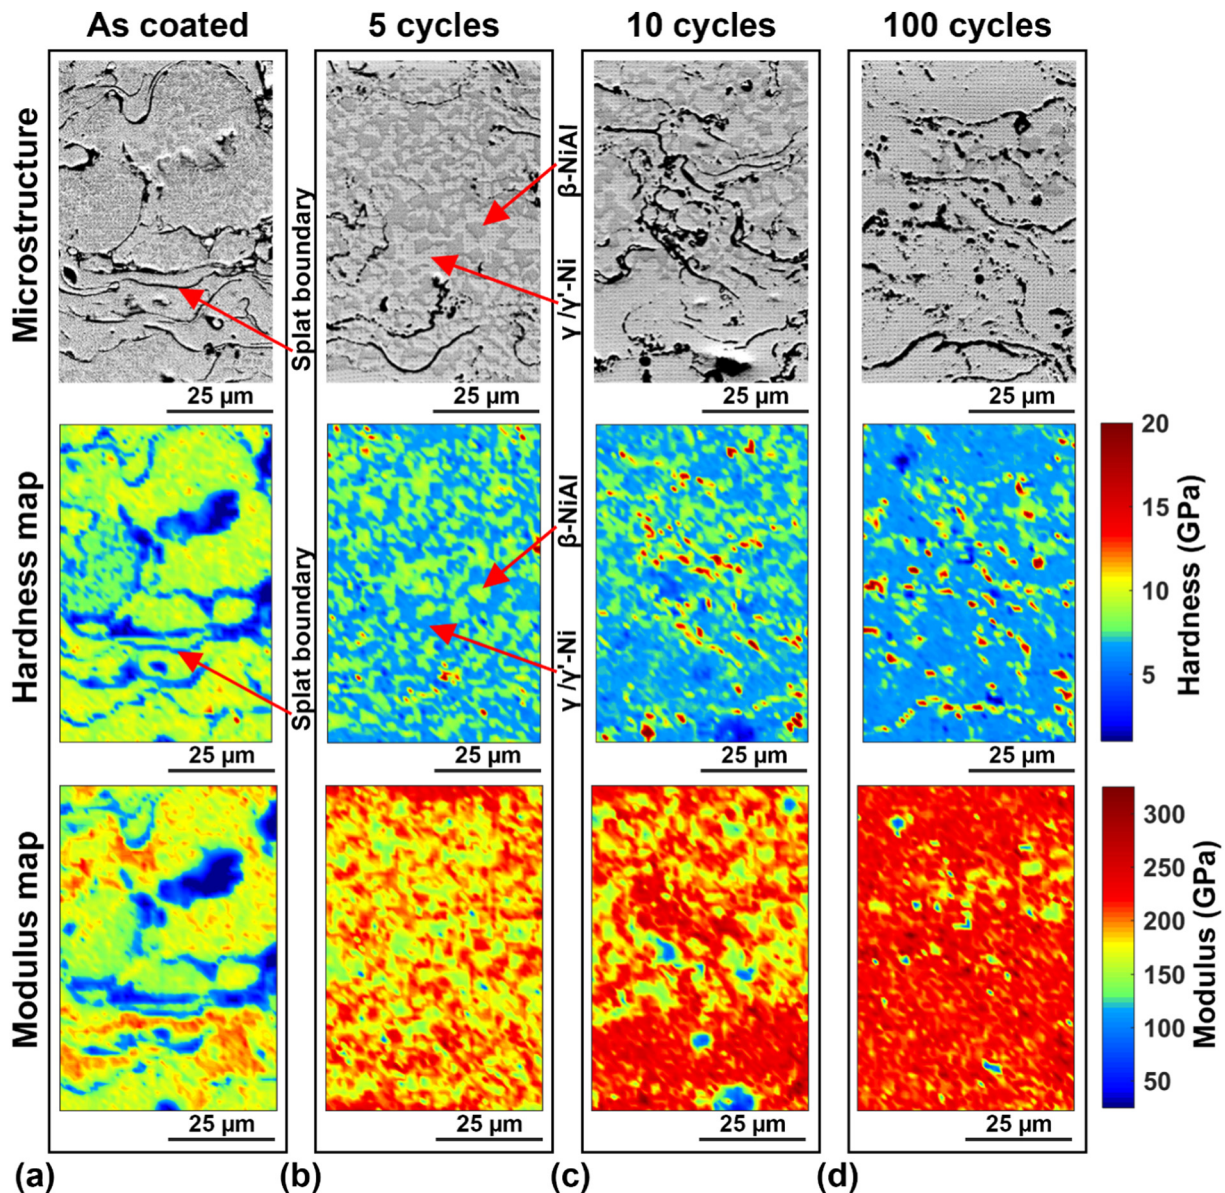 As coated
5 cycles
10 cycles
100 cycles
Microstructure
Splat boundary
β-NiAl
γ/γ'-Ni
25 µm
25 µm
25 µm
25 µm
Hardness map
Splat boundary
β-NiAl
γ/γ'-Ni
20
15
10
5
Hardness (GPa)
25 µm
25 µm
25 µm
25 µm
Modulus map
300
250
200
150
100
50
Modulus (GPa)
25 µm
25 µm
25 µm
25 µm
(a)
(b)
(c)
(d)